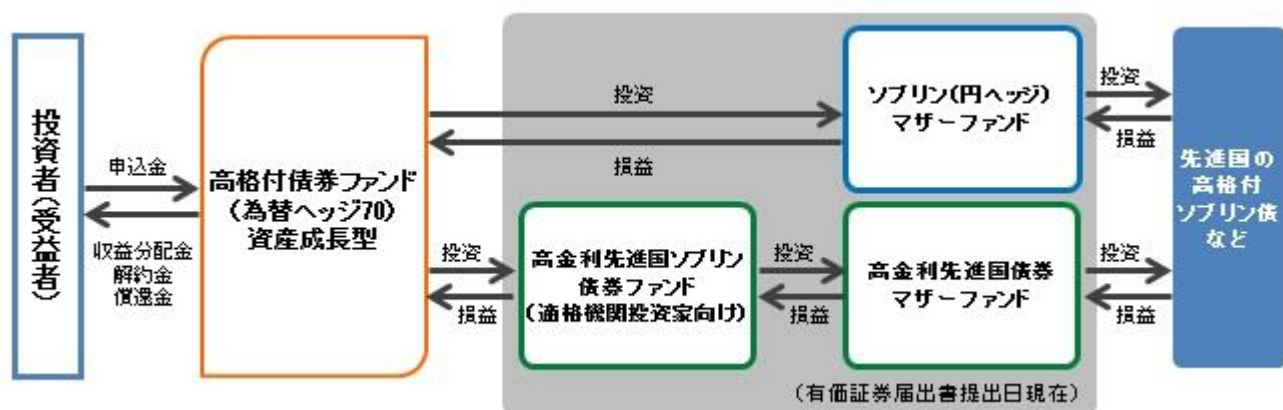 投資者(受益者)
申込金
収益分配金
解約金
償還金
高格付債券ファンド
(為替ヘッジ70)
資産成長型
投資
損益
ソブリン(円ヘッジ)
マザーファンド
投資
損益
投資
損益
高金利先進国ソブリン
債券ファンド
(適格機関投資家向け)
投資
損益
高金利先進国債券
マザーファンド
投資
損益
先進国の
高格付
ソブリン債
など
(有価証券届出書提出日現在)